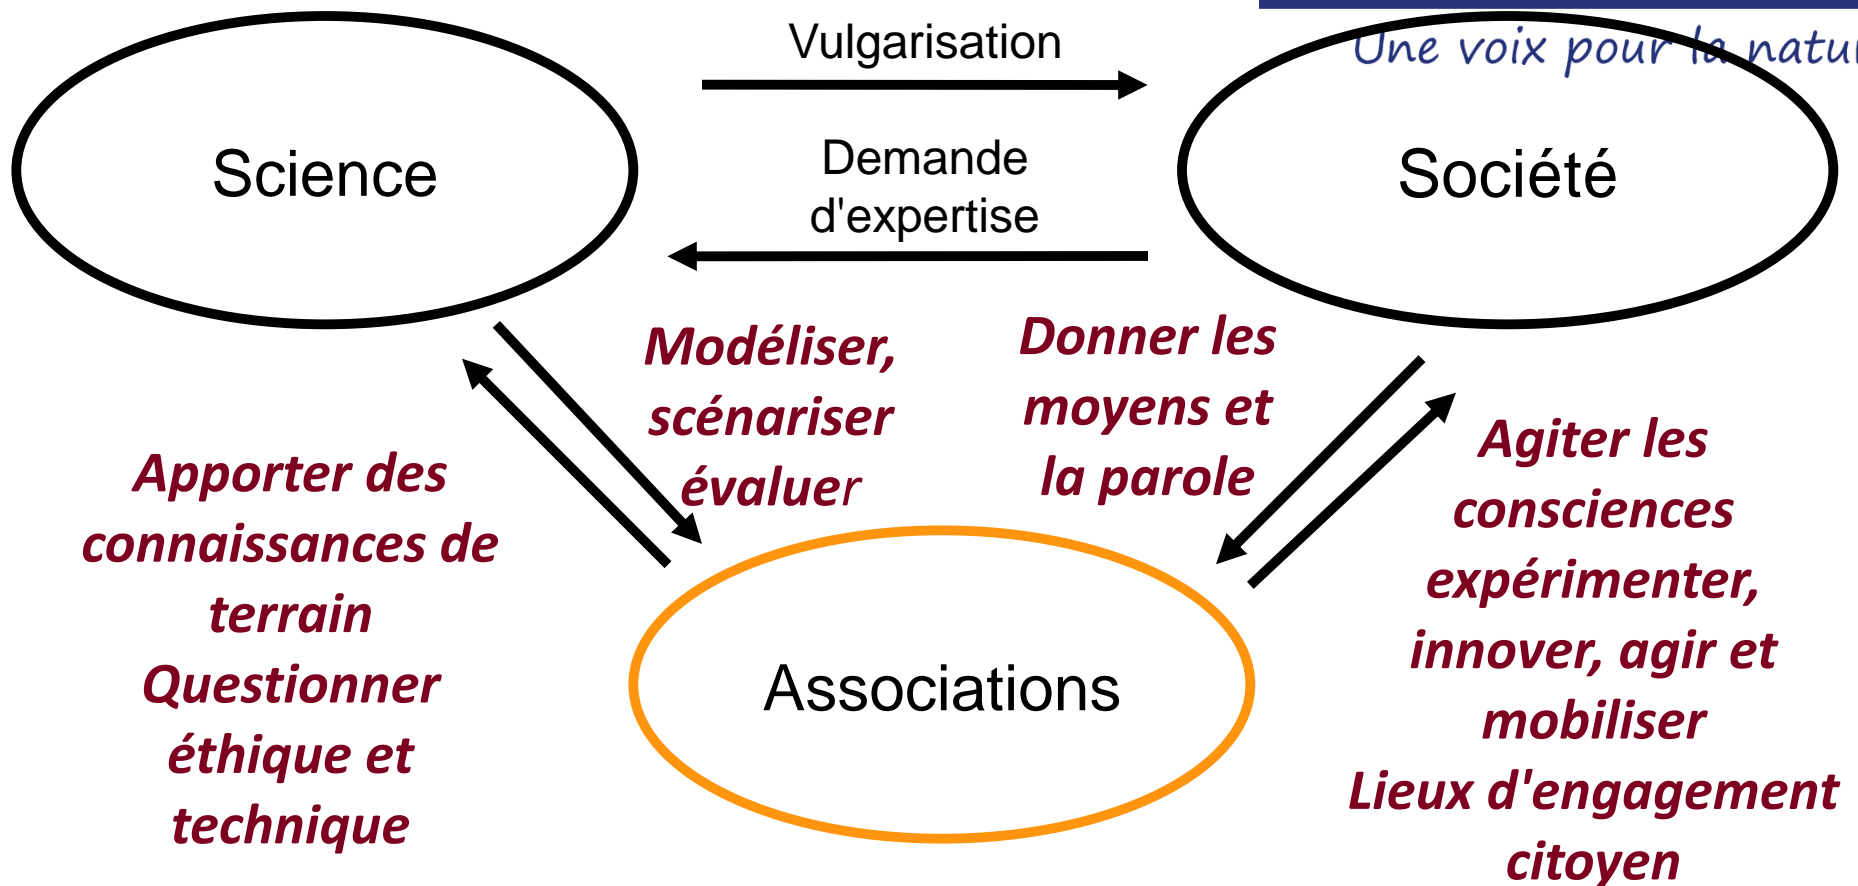 Vulgarisation
Une voix pour la natu
Science
Demande
d'expertise
Société
Modéliser,
scénariser
évaluer
Donner les
moyens et
la parole
Apporter des
connaissances de
terrain
Questionner
éthique et
technique
Agiter les
consciences
expérimenter,
innover, agir et
mobiliser
Lieux d'engagement
citoyen
Associations